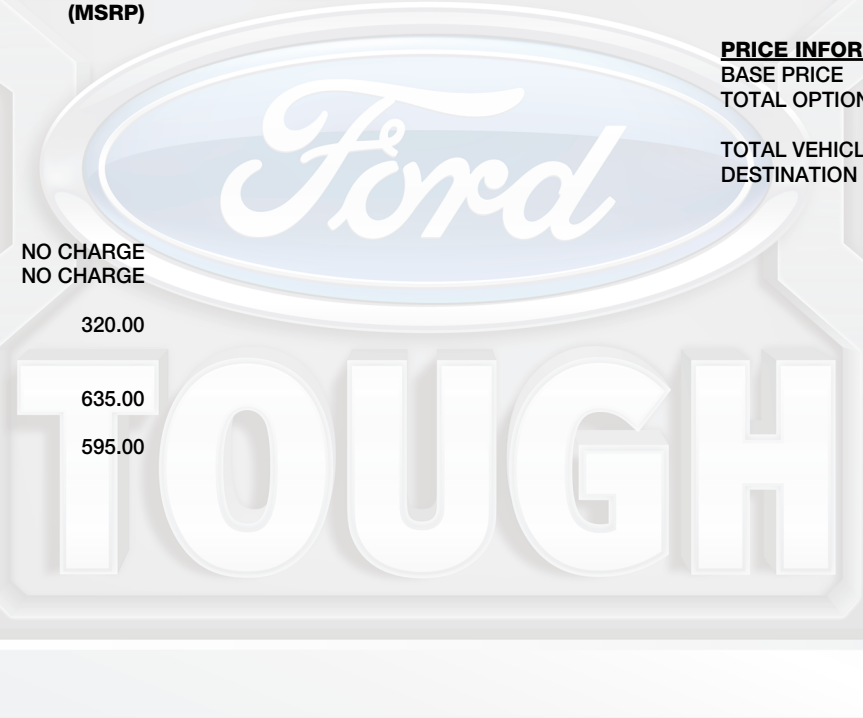 (MSRP)
NO CHARGE
NO CHARGE
320.00
635.00
595.00
PRICE INFOR
BASE PRICE
TOTAL OPTION
TOTAL VEHICL
DESTINATION
Ford
TOUGH